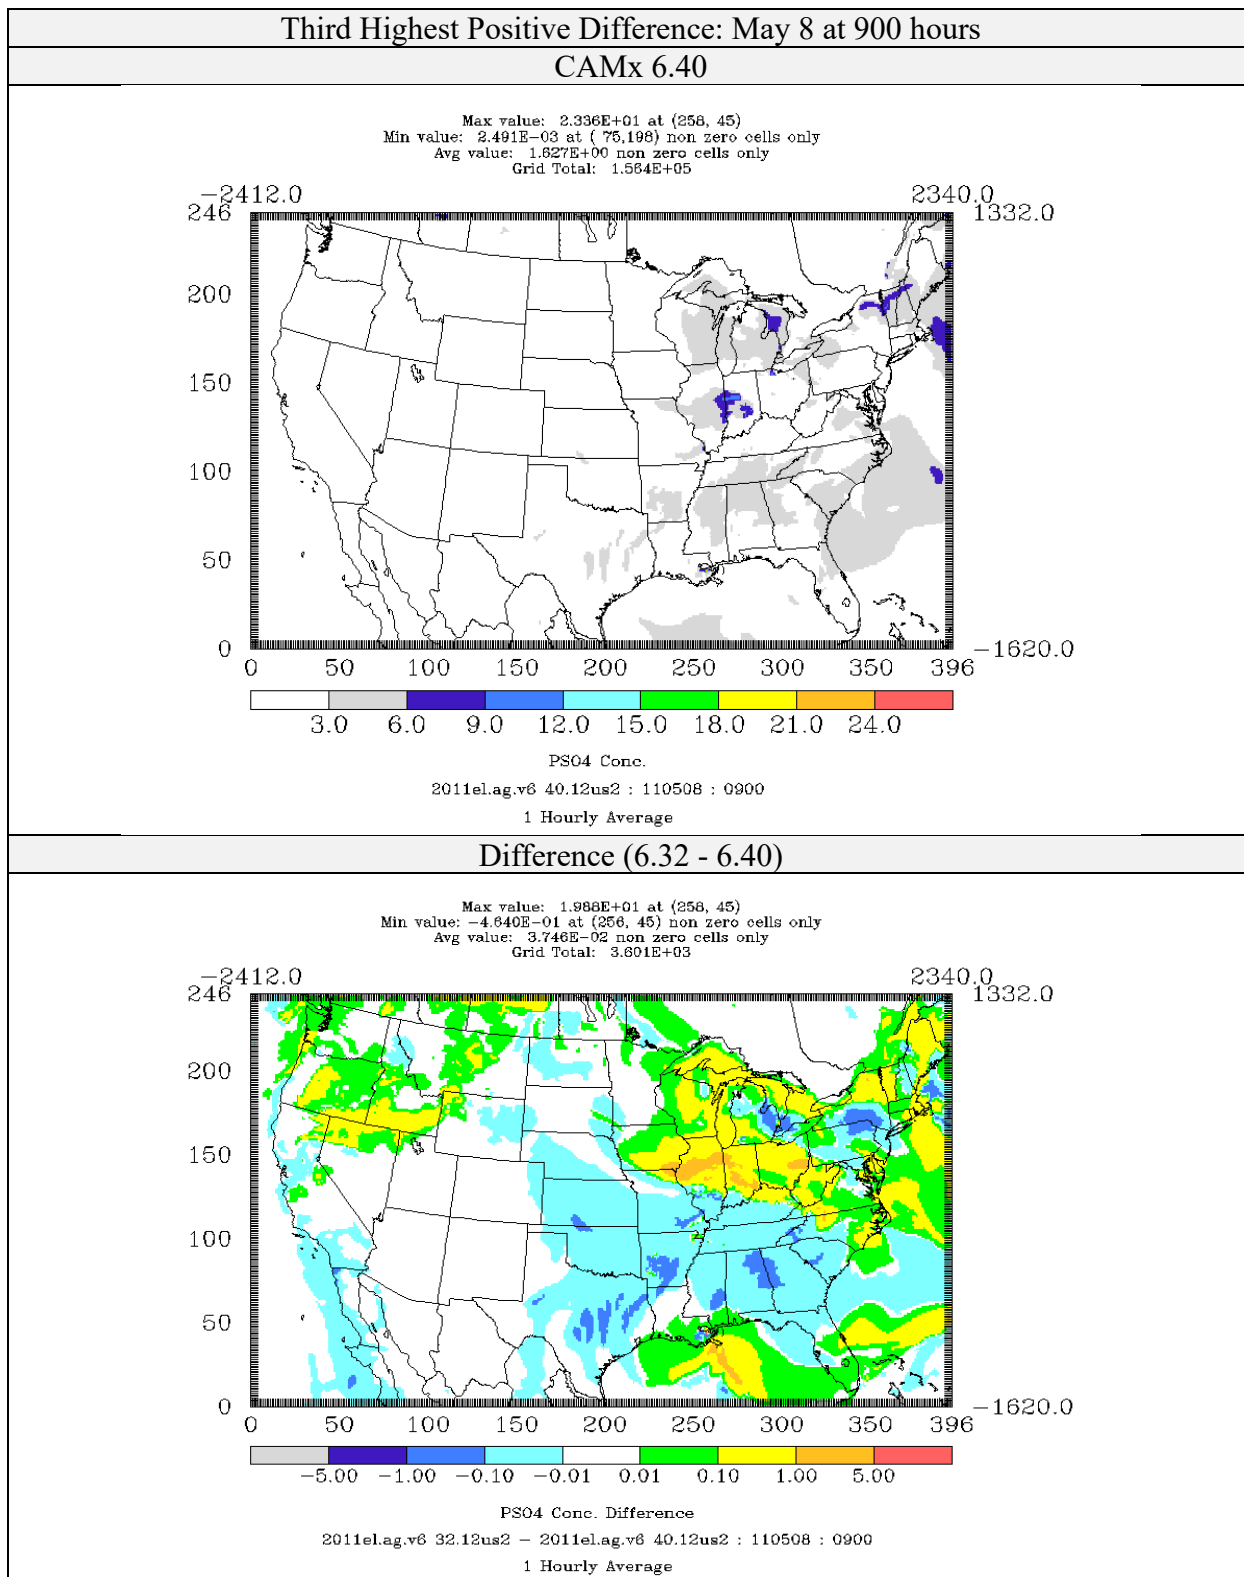 Third Highest Positive Difference: May 8 at 900 hours
CAMx 6.40
Max value: 2.336E+01 at (258, 45)
Min value: 2.491E-03 at ( 75,198) non zero cells only
Avg value: 1.627E+00 non zero cells only
Grid Total: 1.564E+05
-2412.0 2340.0
246 1332.0
200
150
100
50
0 -1620.0
0 50 100 150 200 250 300 350 396
3.0 6.0 9.0 12.0 15.0 18.0 21.0 24.0
PSO4 Conc.
2011el.ag.v6 40.12us2 : 110508 : 0900
1 Hourly Average
Difference (6.32 - 6.40)
Max value: 1.988E+01 at (258, 45)
Min value: -4.640E-01 at (256, 45) non zero cells only
Avg value: 3.746E-02 non zero cells only
Grid Total: 3.601E+03
-2412.0 2340.0
246 1332.0
200
150
100
50
0 -1620.0
0 50 100 150 200 250 300 350 396
-5.00 -1.00 -0.10 -0.01 0.01 0.10 1.00 5.00
PSO4 Conc. Difference
2011el.ag.v6 32.12us2 - 2011el.ag.v6 40.12us2 : 110508 : 0900
1 Hourly Average